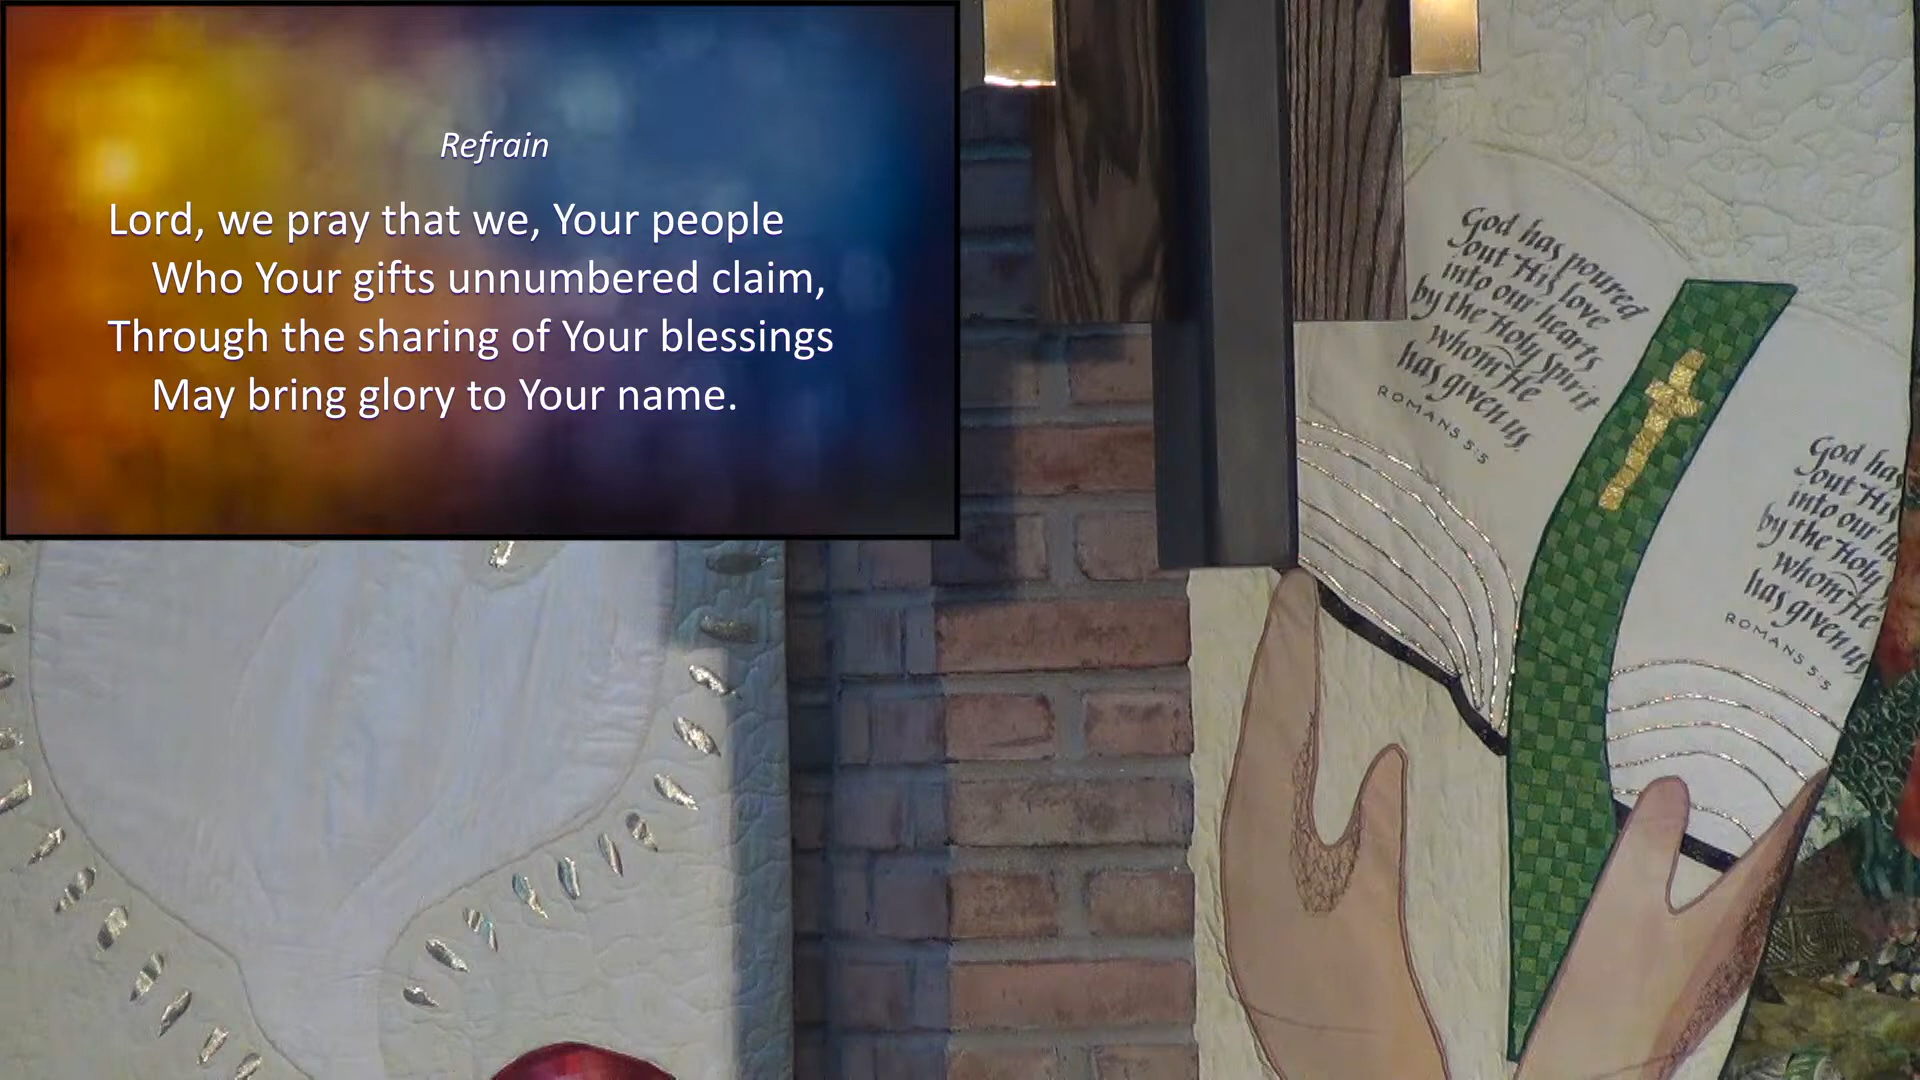 Refrain
Lord, we pray that we, Your people
Who Your gifts unnumbered claim,
Through the sharing of Your blessings
May bring glory to Your name.
God has poured
out His love
into our hearts
by the Holy Spirit
whom He
has given us.
ROMANS 5:5
God has
out His
into our
by the Holy
whom He
has given us
ROMANS 5:5